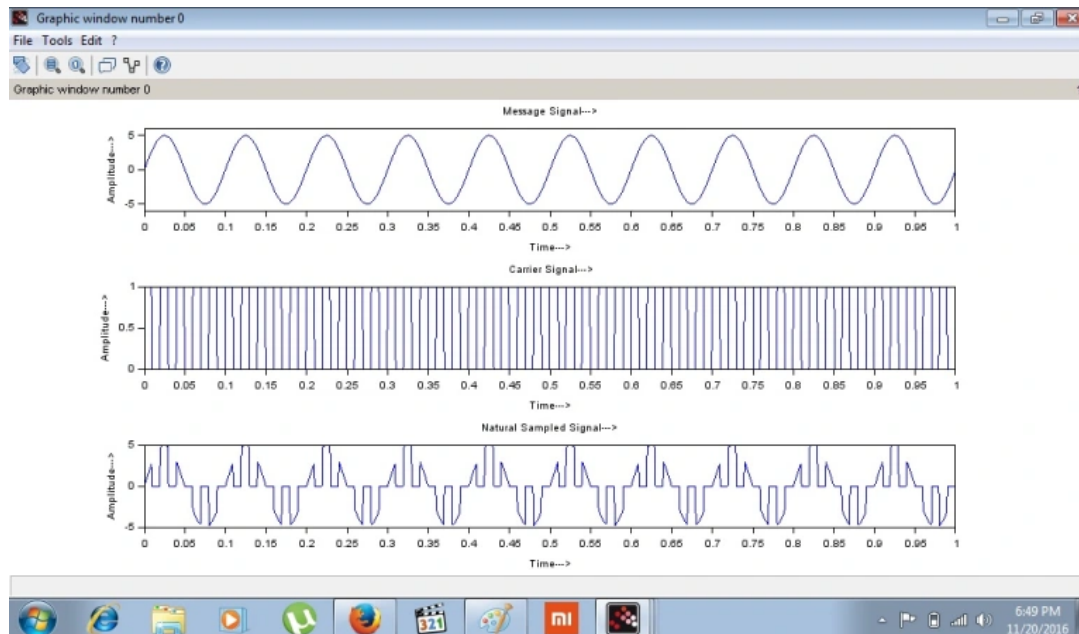 Graphic window number 0
File Tools Edit ?
Graphic window number 0
Message Signal--->
Amplitude--->
5
0
-5
0 0.05 0.1 0.15 0.2 0.25 0.3 0.35 0.4 0.45 0.5 0.55 0.6 0.65 0.7 0.75 0.8 0.85 0.9 0.95 1
Time--->
Carrier Signal--->
Amplitude--->
1
0.5
0
0 0.05 0.1 0.15 0.2 0.25 0.3 0.35 0.4 0.45 0.5 0.55 0.6 0.65 0.7 0.75 0.8 0.85 0.9 0.95 1
Time--->
Natural Sampled Signal--->
Amplitude--->
5
0
-5
0 0.05 0.1 0.15 0.2 0.25 0.3 0.35 0.4 0.45 0.5 0.55 0.6 0.65 0.7 0.75 0.8 0.85 0.9 0.95 1
Time--->
321
mi
6:49 PM
11/20/2016